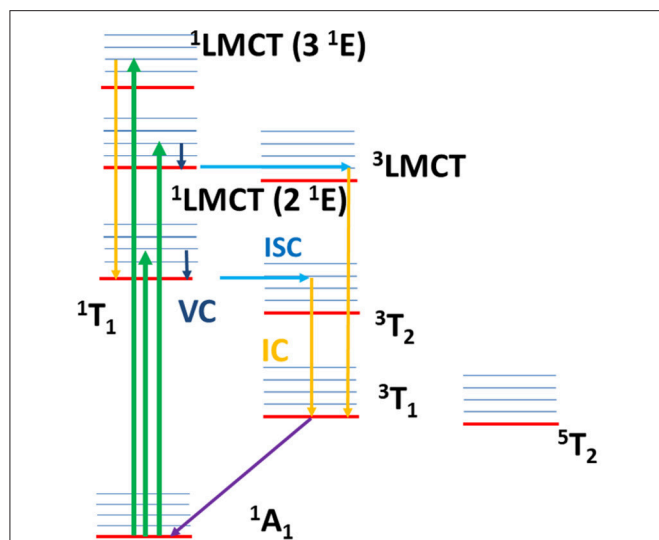 ¹LMCT (3 ¹E)
³LMCT
¹LMCT (2 ¹E)
ISC
¹T₁
VC
³T₂
IC
³T₁
⁵T₂
¹A₁